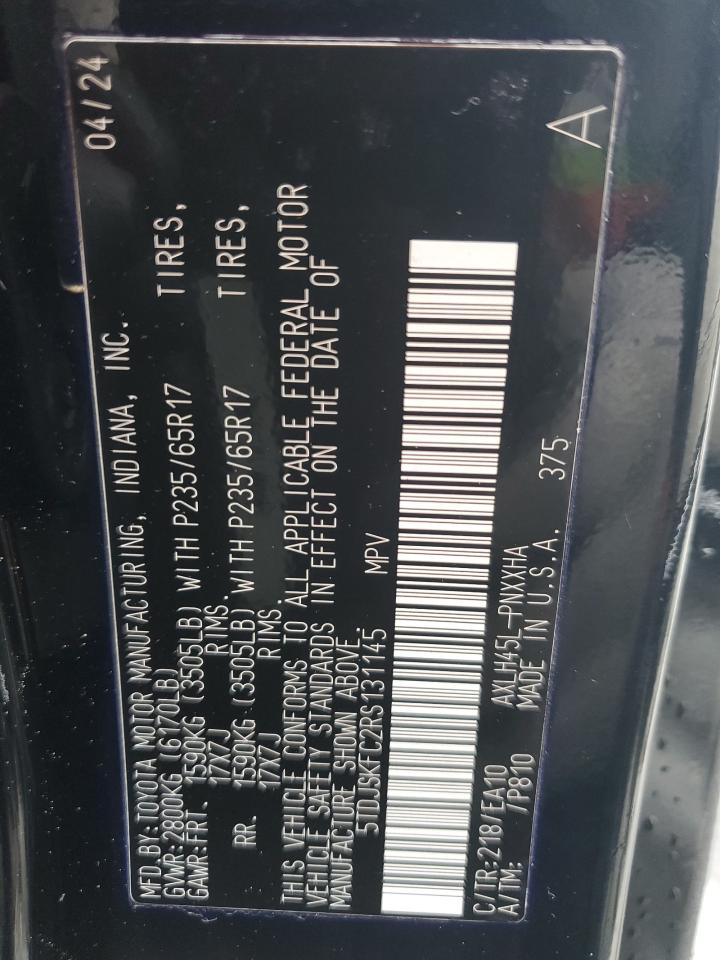 MFD.BY:TOYOTA MOTOR MANUFACTURING, INDIANA, INC. 04/24
GVWR:2800KG (6170LB)
GAWR:FRT. 1590KG (3505LB) WITH P235/65R17 TIRES,
17X7J RIMS.
RR. 1590KG (3505LB) WITH P235/65R17 TIRES,
17X7J RIMS.
THIS VEHICLE CONFORMS TO ALL APPLICABLE FEDERAL MOTOR
VEHICLE SAFETY STANDARDS IN EFFECT ON THE DATE OF
MANUFACTURE SHOWN ABOVE.
5TDJSKFC2RS131145 MPV
C/TR:218/EA10 AXLH45L-PNXXHA
A/TM: /P810 MADE IN U.S.A. 375 A